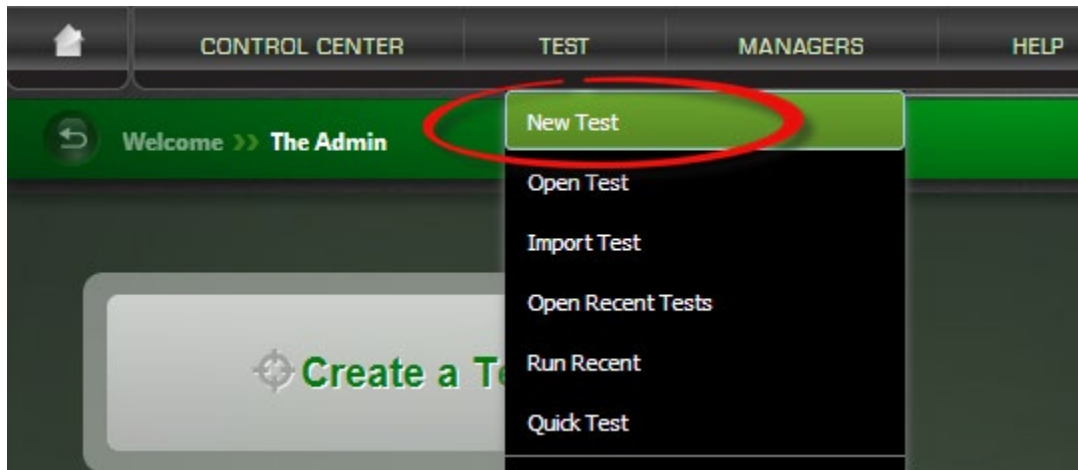 CONTROL CENTER TEST MANAGERS HELP
Welcome >> The Admin
New Test
Open Test
Import Test
Open Recent Tests
Run Recent
Quick Test
Create a